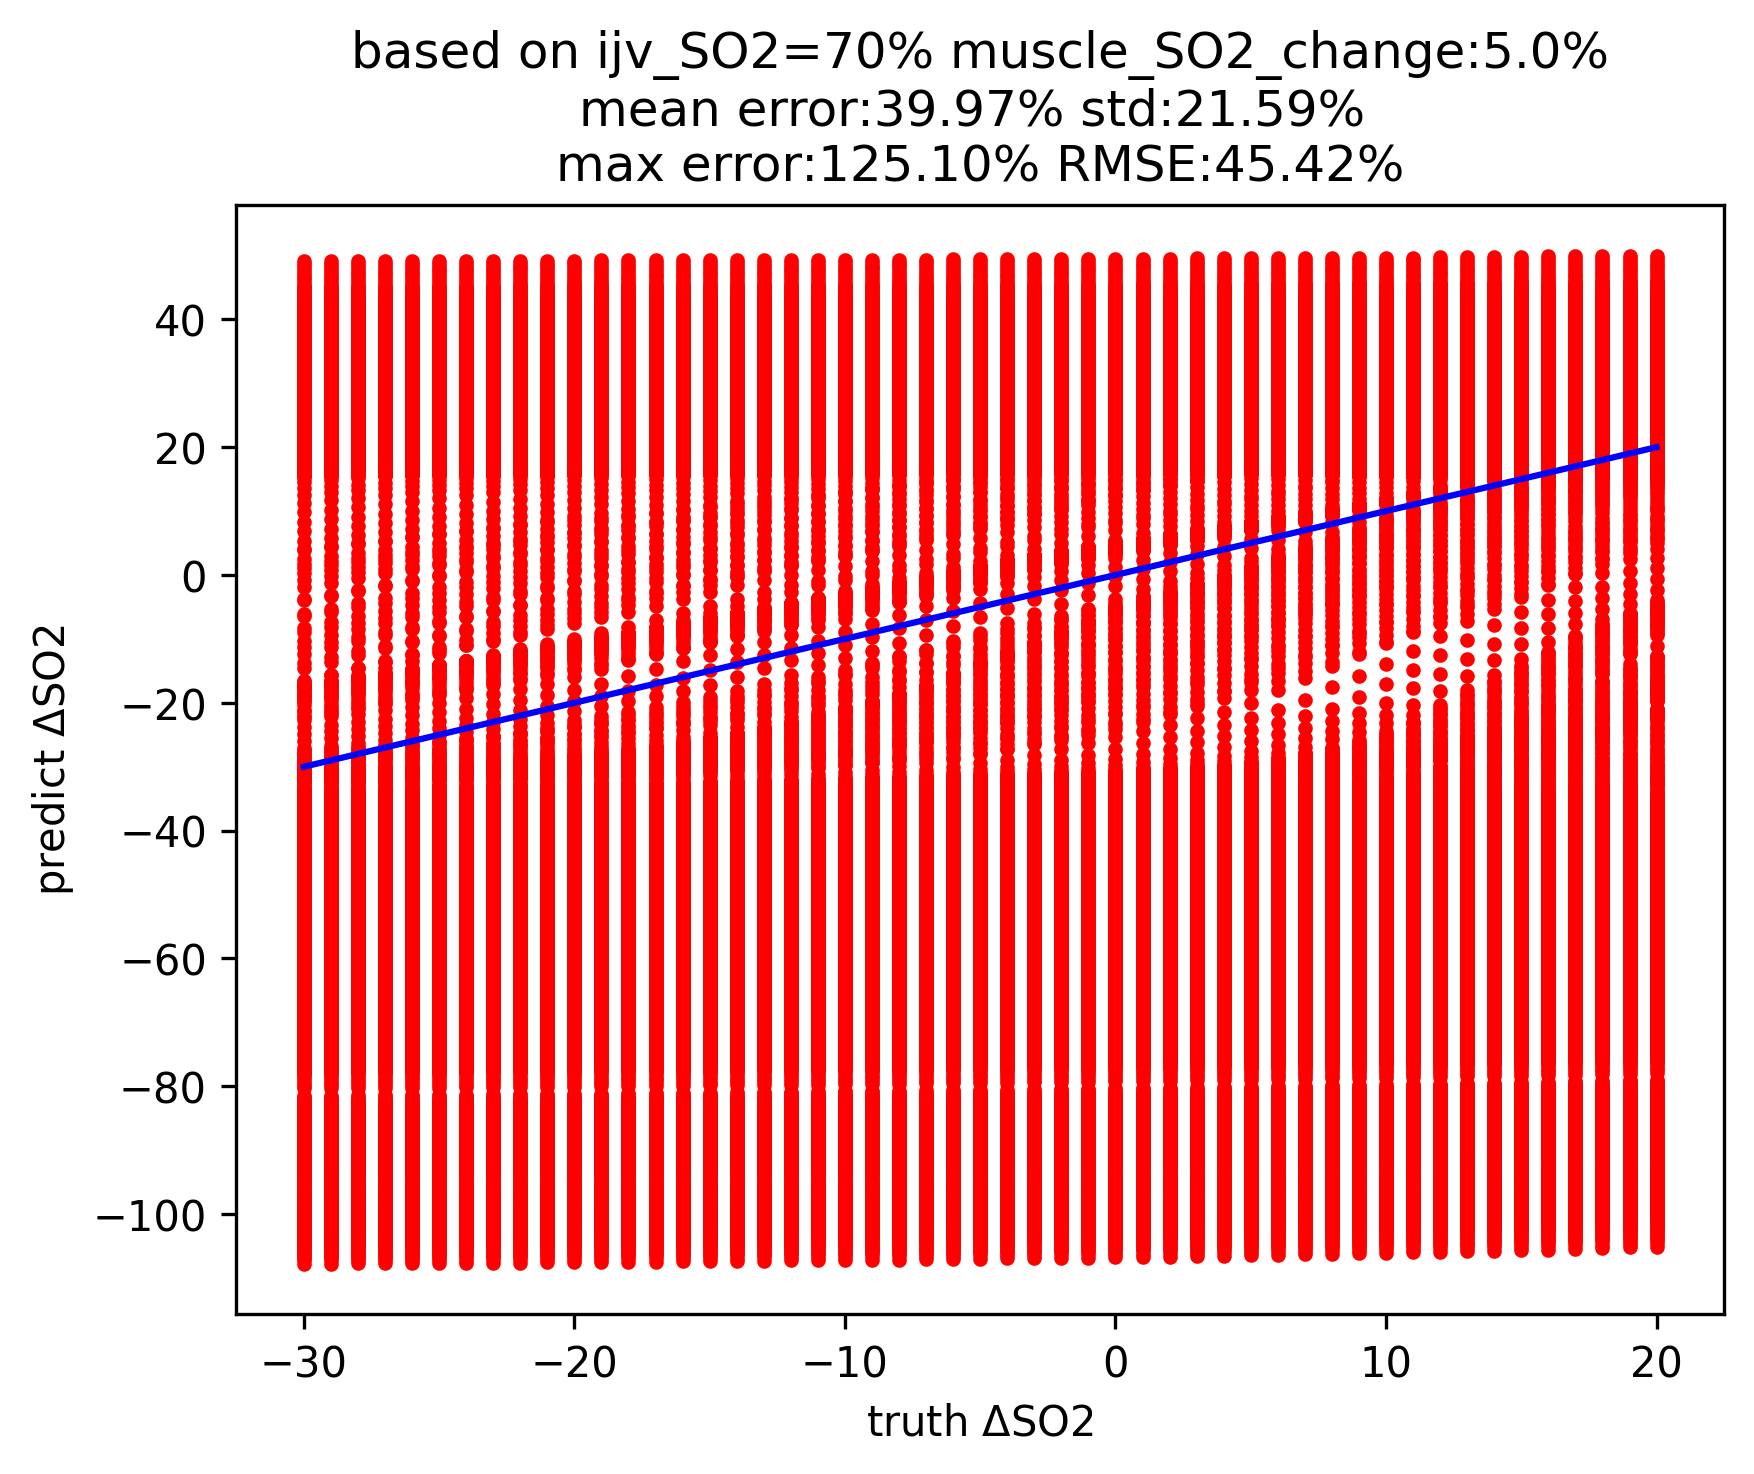 based on ijv_SO2=70% muscle_SO2_change:5.0%
mean error:39.97% std:21.59%
max error:125.10% RMSE:45.42%
40
20
0
−20
−40
−60
−80
−100
predict ΔSO2
−30
−20
−10
0
10
20
truth ΔSO2